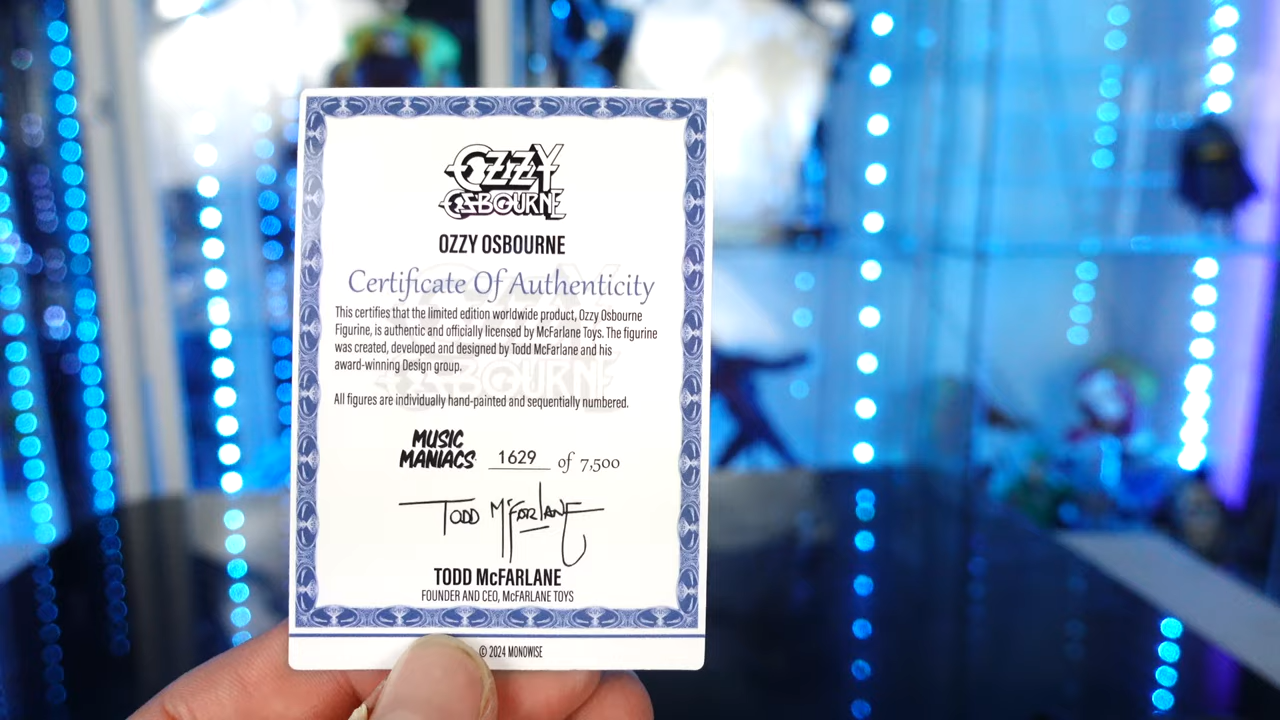 OZZY
OSBOURNE
OZZY OSBOURNE
Certificate Of Authenticity
This certifies that the limited edition worldwide product, Ozzy Osbourne
Figurine, is authentic and officially licensed by McFarlane Toys. The figurine
was created, developed and designed by Todd McFarlane and his
award-winning Design group.
All figures are individually hand-painted and sequentially numbered.
MUSIC
MANIACS 1629 of 7,500
TODD McFARLANE
TODD McFARLANE
FOUNDER AND CEO, McFARLANE TOYS
© 2024 MONOWISE